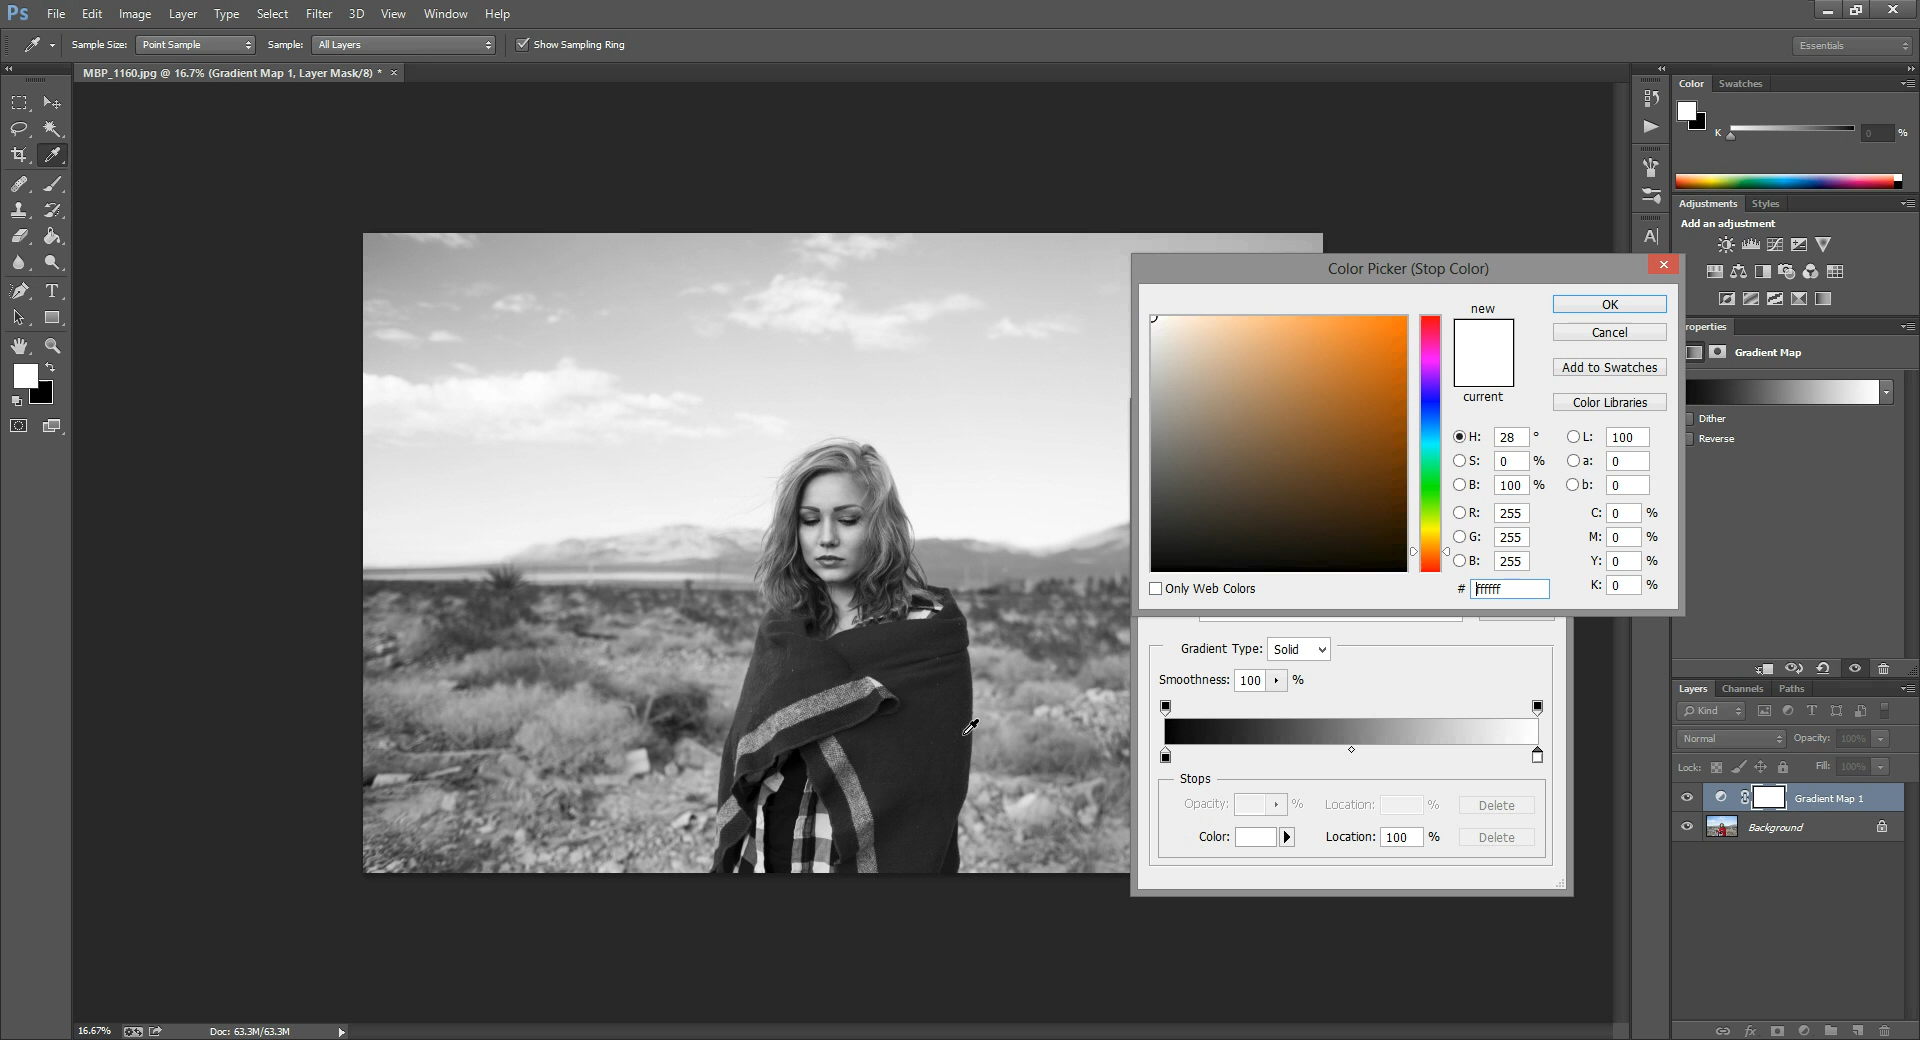 Ps File Edit Image Layer Type Select Filter 3D View Window Help
Sample Size: Point Sample Sample: All Layers Show Sampling Ring Essentials
MBP_1160.jpg @ 16.7% (Gradient Map 1, Layer Mask/8) * ×
Color Swatches
K 0 %
Adjustments Styles
Add an adjustment
A
T
Color Picker (Stop Color)
new
current
OK
Cancel
Add to Swatches
Color Libraries
H: 28 ° L: 100
S: 0 % a: 0
B: 100 % b: 0
R: 255 C: 0 %
G: 255 M: 0 %
B: 255 Y: 0 %
# ffffff K: 0 %
Only Web Colors
roperties
Gradient Map
Dither
Reverse
Gradient Type: Solid
Smoothness: 100 %
Stops
Opacity: % Location: % Delete
Color: Location: 100 % Delete
Layers Channels Paths
Kind T
Normal Opacity: 100%
Lock: Fill: 100%
Gradient Map 1
Background
fx
16.67% Doc: 63.3M/63.3M